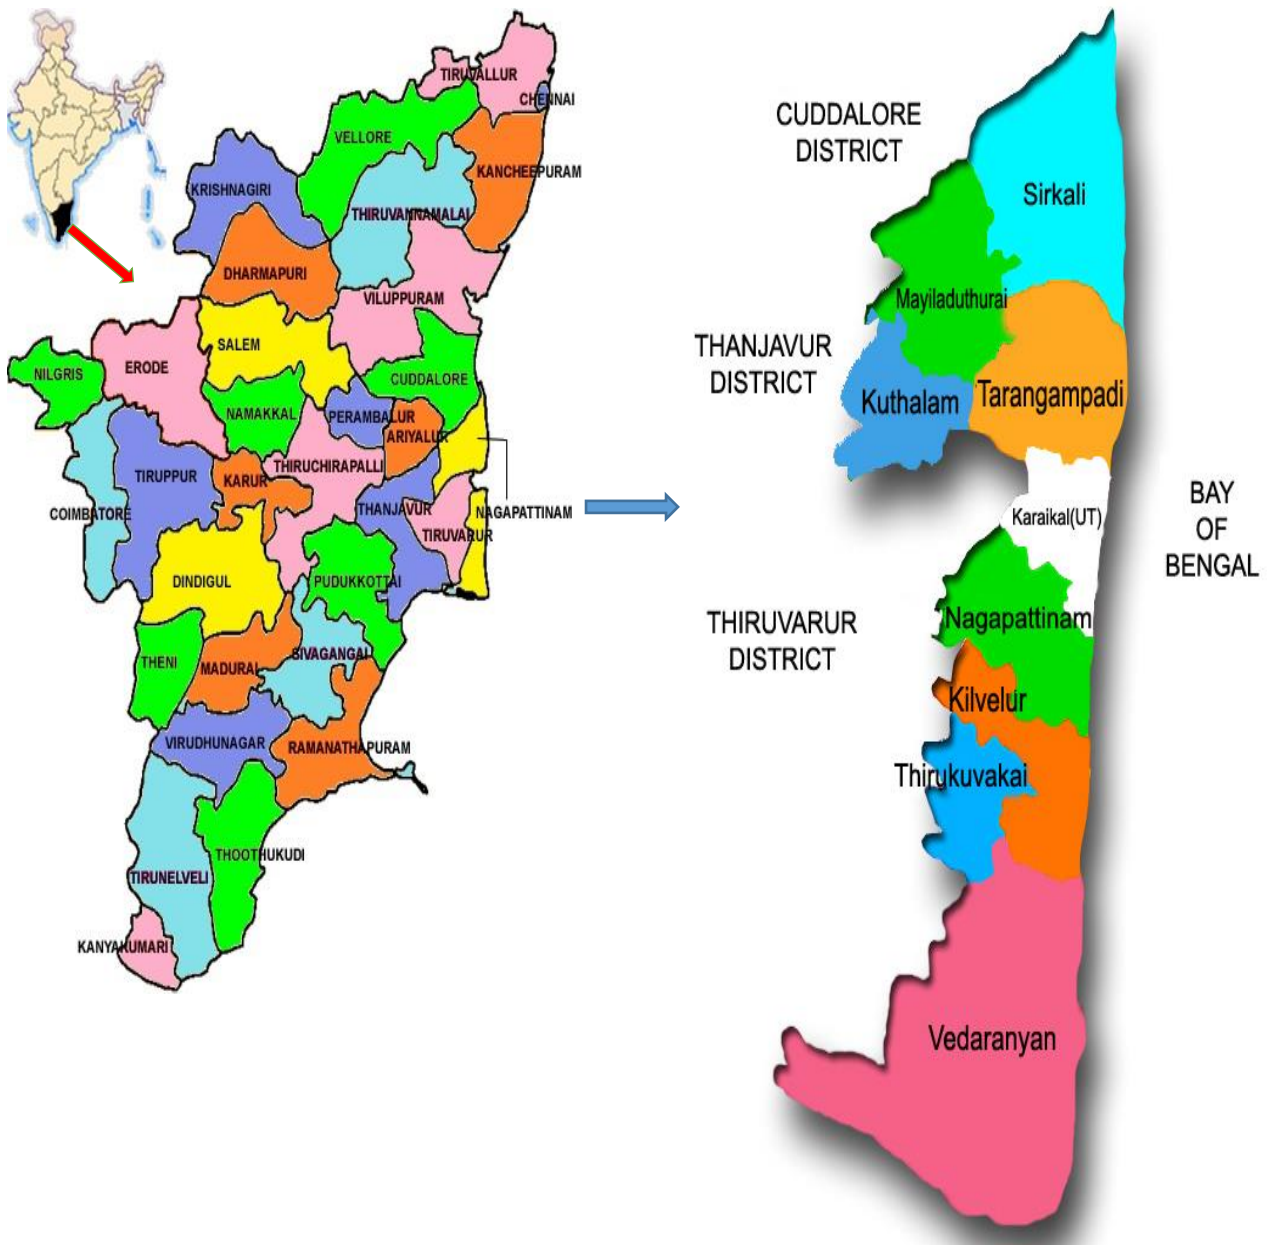 TIRUVALLUR
CHENNAI
VELLORE
KANCHEEPURAM
KRISHNAGIRI
THIRUVANNAMALAI
DHARMAPURI
VILUPPURAM
SALEM
ERODE
NILGRIS
CUDDALORE
NAMAKKAL
PERAMBALUR
ARIYALUR
THIRUCHIRAPALLI
TIRUPPUR
KARUR
COIMBATORE
THANJAVUR
NAGAPATTINAM
TIRUVARUR
DINDIGUL
PUDUKKOTTAI
SIVAGANGAI
THENI
MADURAI
VIRUDHUNAGAR
RAMANATHAPURAM
THOOTHUKUDI
TIRUNELVELI
KANYAKUMARI
CUDDALORE
DISTRICT
Sirkali
Mayiladuthurai
THANJAVUR
DISTRICT
Kuthalam
Tarangampadi
Karaikal(UT)
BAY
OF
BENGAL
THIRUVARUR
DISTRICT
Nagapattinam
Kilvelur
Thirukuvakai
Vedaranyan